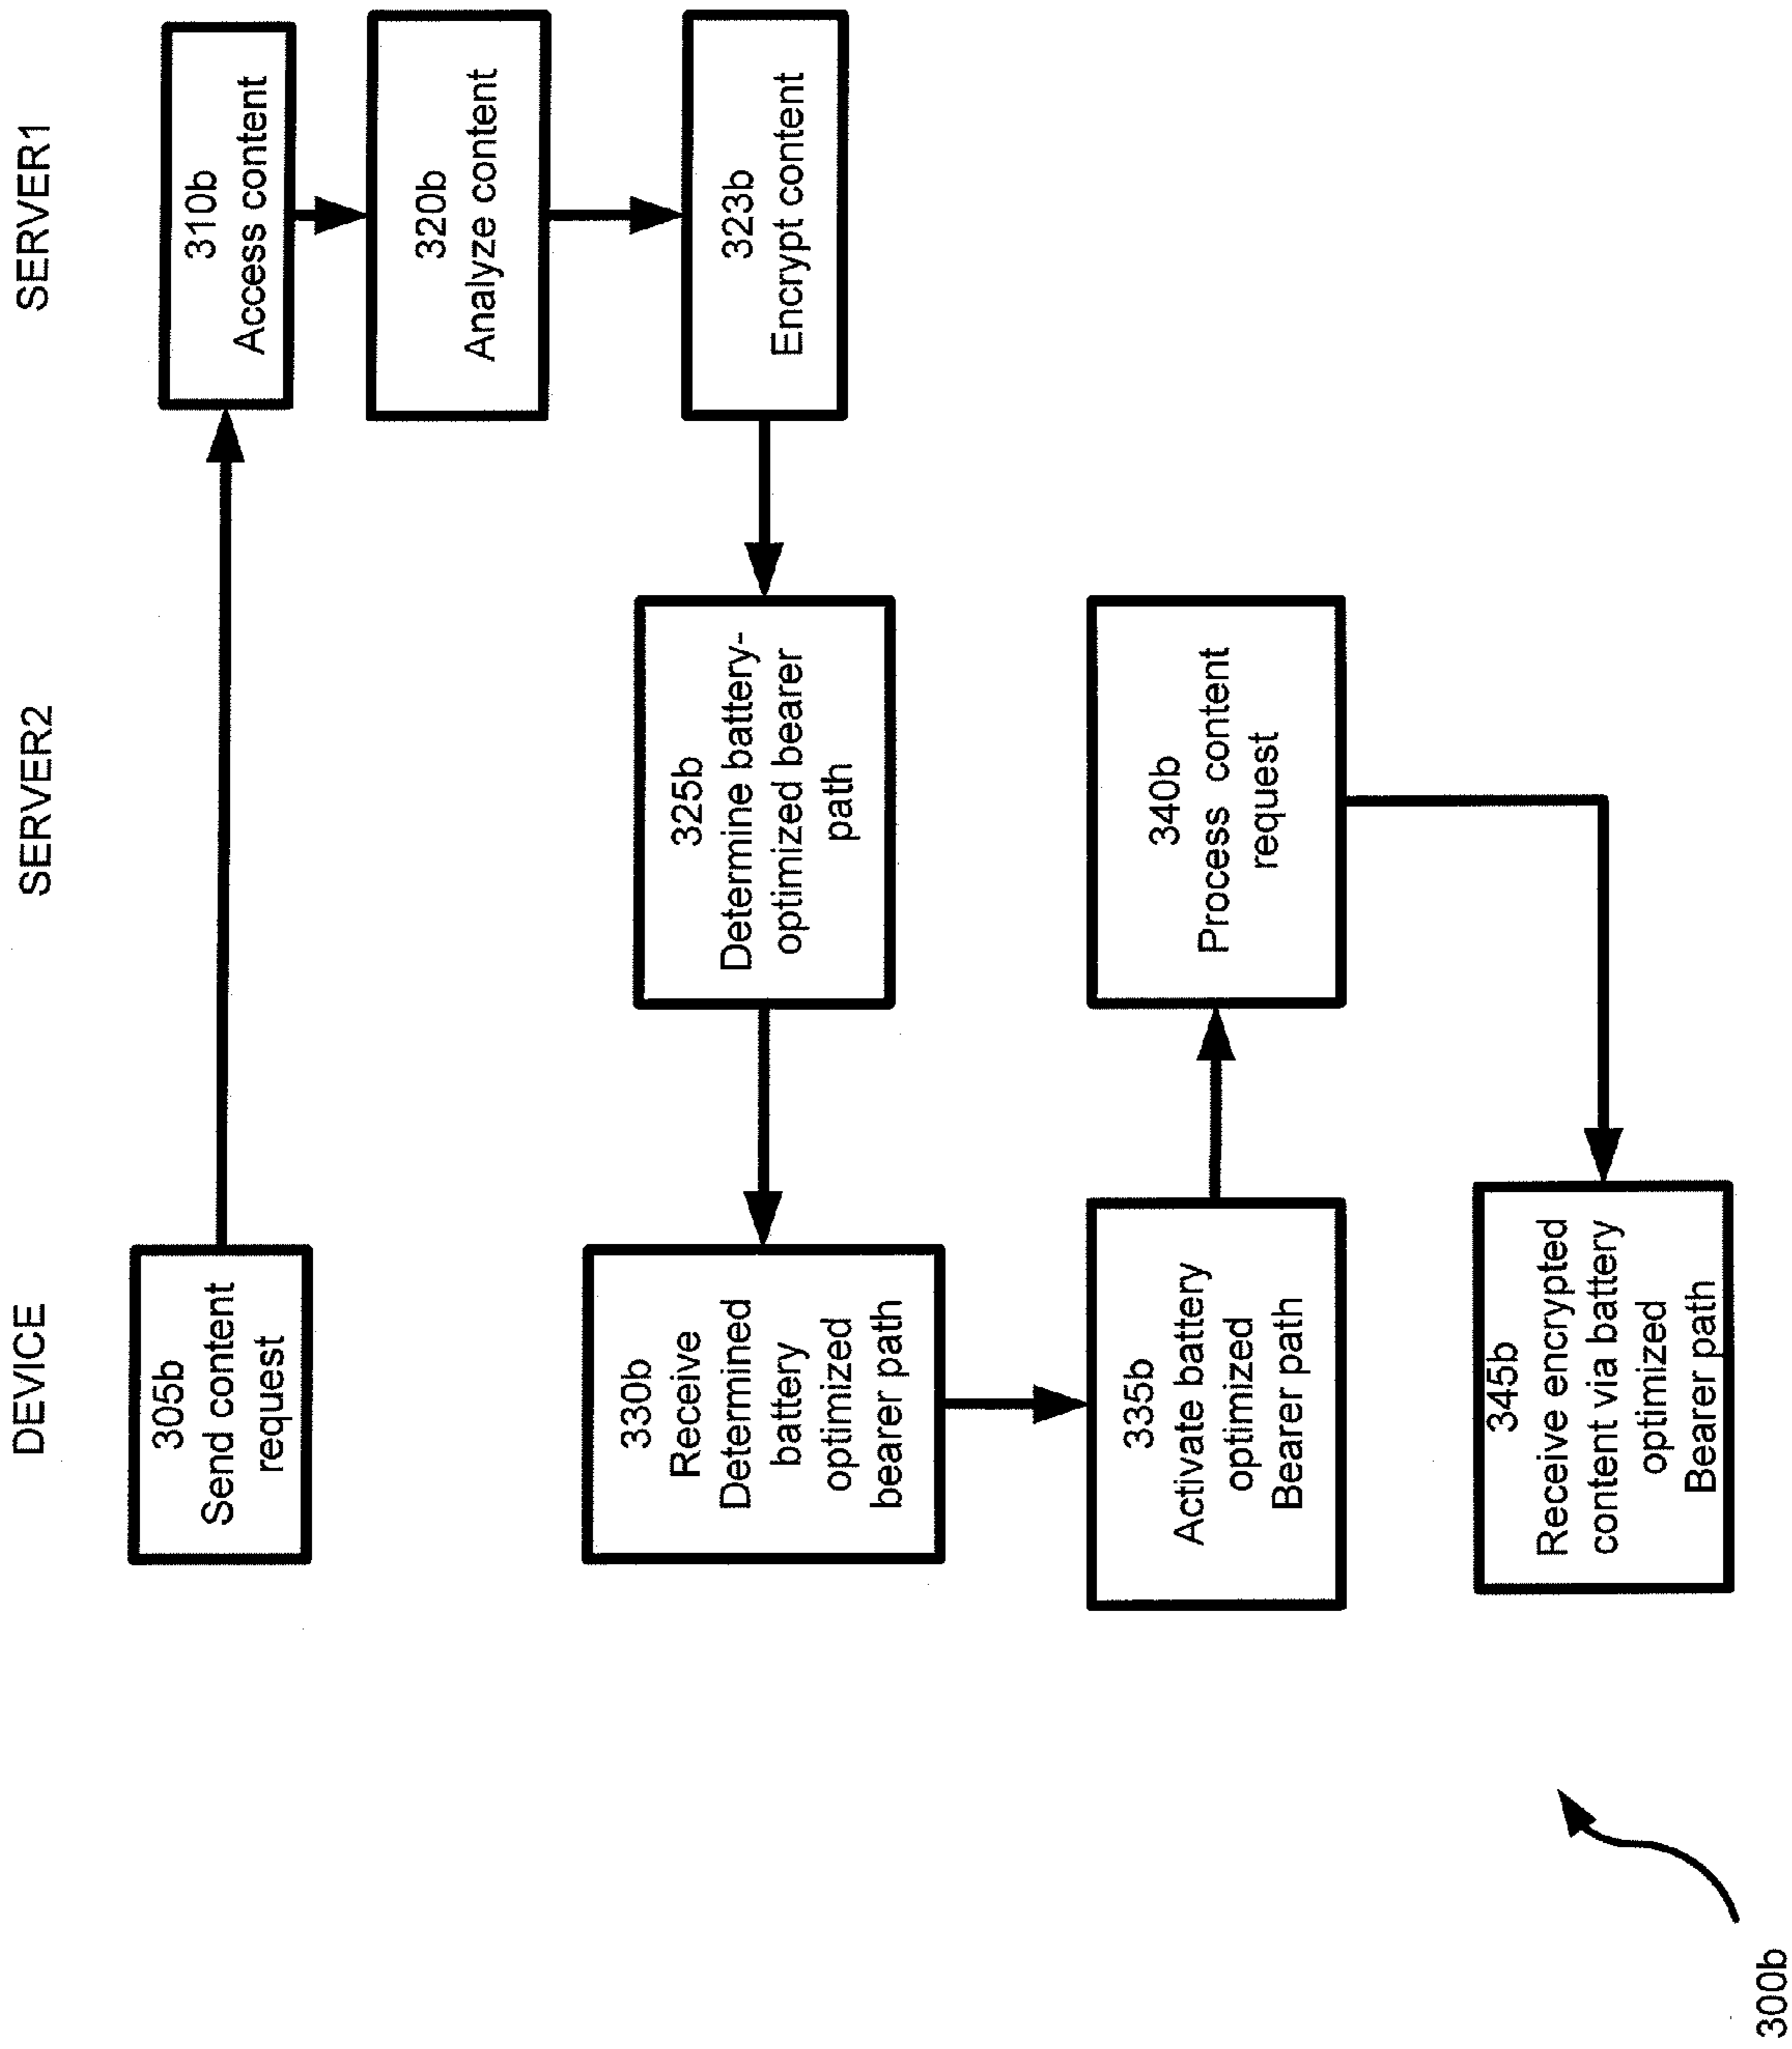 DEVICE
SERVER2
SERVER1
305b
Send content
request
310b
Access content
320b
Analyze content
323b
Encrypt content
325b
Determine battery-
optimized bearer
path
330b
Receive
Determined
battery
optimized
bearer path
335b
Activate battery
optimized
Bearer path
340b
Process content
request
345b
Receive encrypted
content via battery
optimized
Bearer path
300b